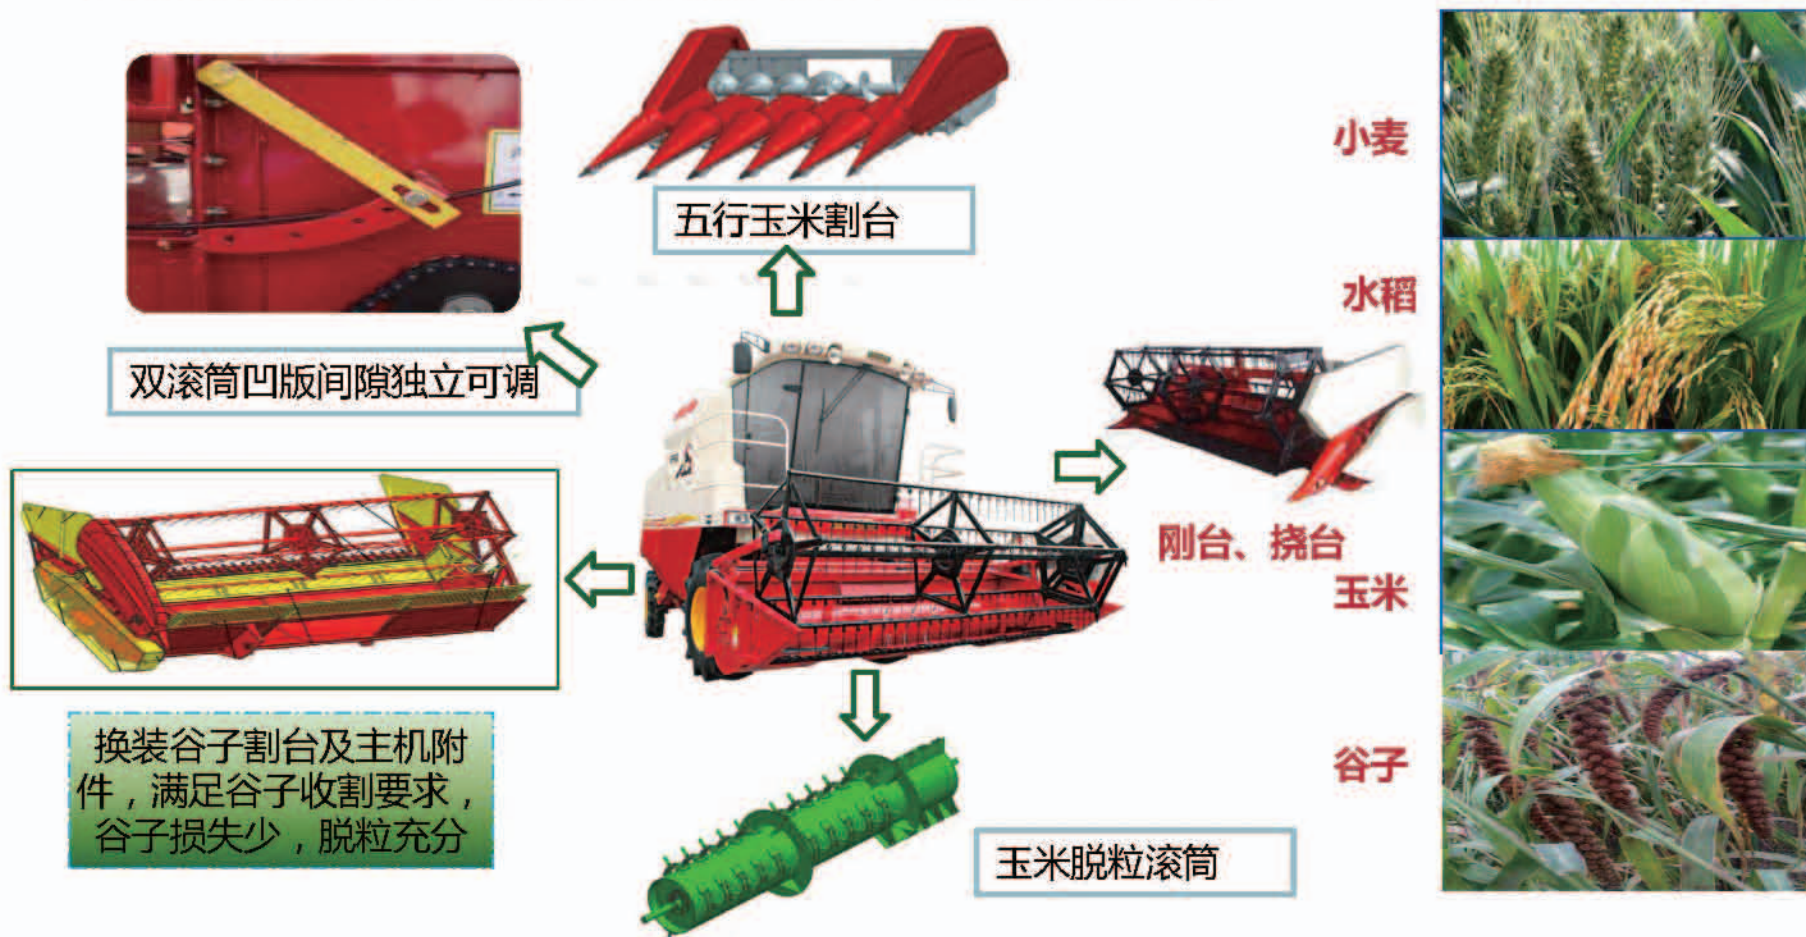 五行玉米割台
小麦
水稻
双滚筒凹版间隙独立可调
刚台、挠台
玉米
换装谷子割台及主机附
件，满足谷子收割要求，
谷子损失少，脱粒充分
谷子
玉米脱粒滚筒